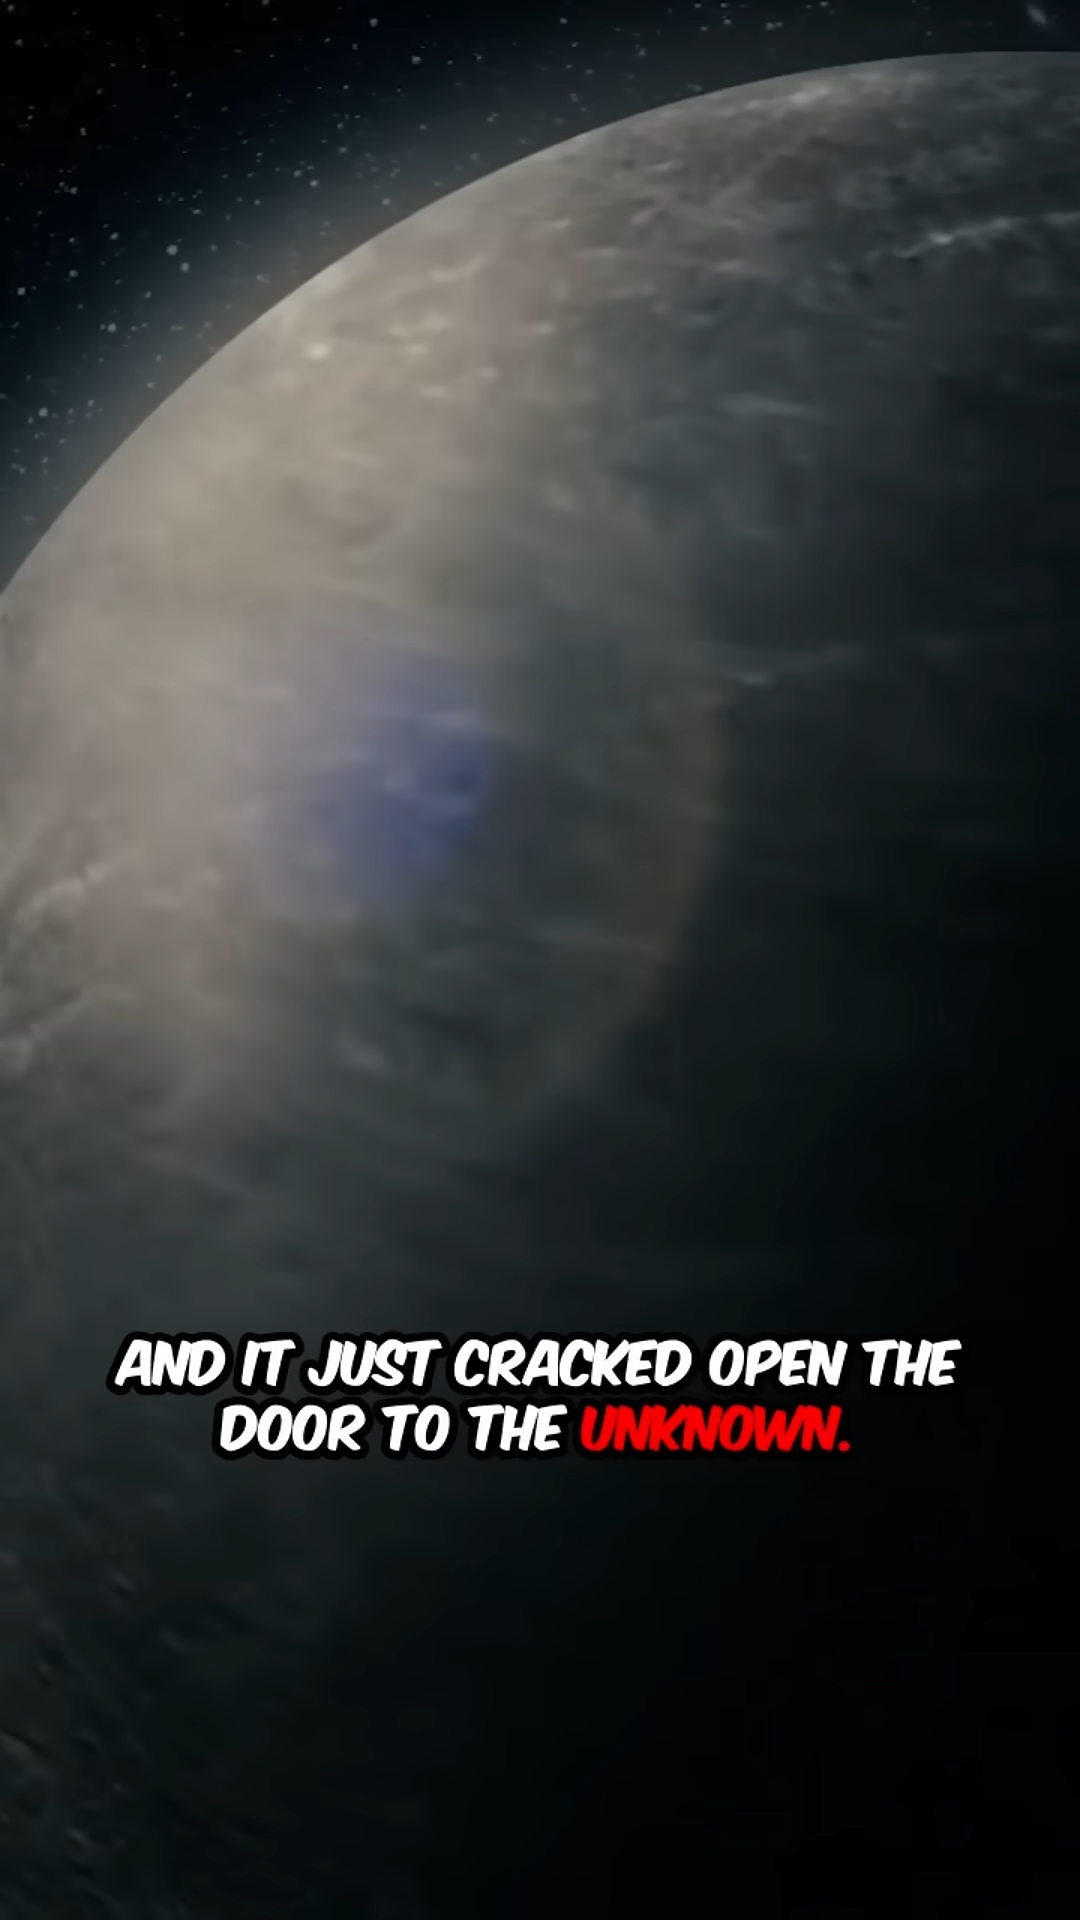 AND IT JUST CRACKED OPEN THE
DOOR TO THE UNKNOWN.